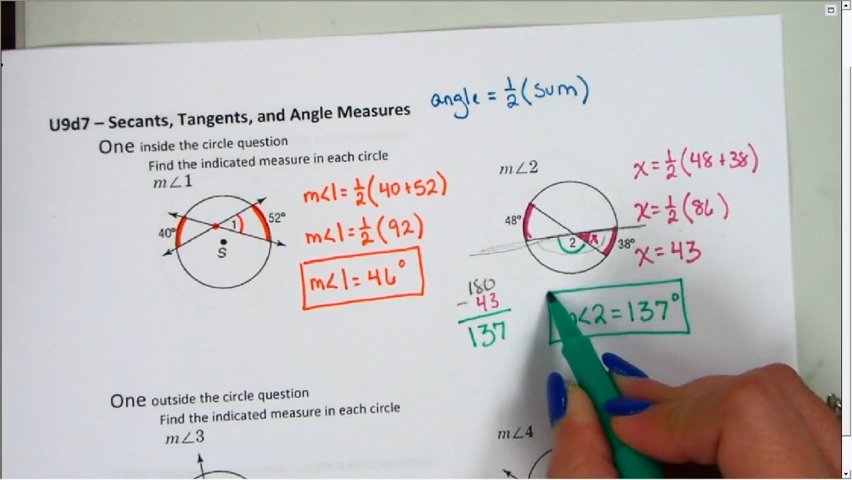 angle = 1/2 (sum)
U9d7 – Secants, Tangents, and Angle Measures
One inside the circle question
Find the indicated measure in each circle
m∠1
40°
1
52°
S
m<1 = 1/2 (40+52)
m<1 = 1/2 (92)
m<1 = 46°
m∠2
48°
2
x
38°
x = 1/2 (48+38)
x = 1/2 (86)
x = 43
180
- 43
137
<2 = 137°
One outside the circle question
Find the indicated measure in each circle
m∠3
m∠4